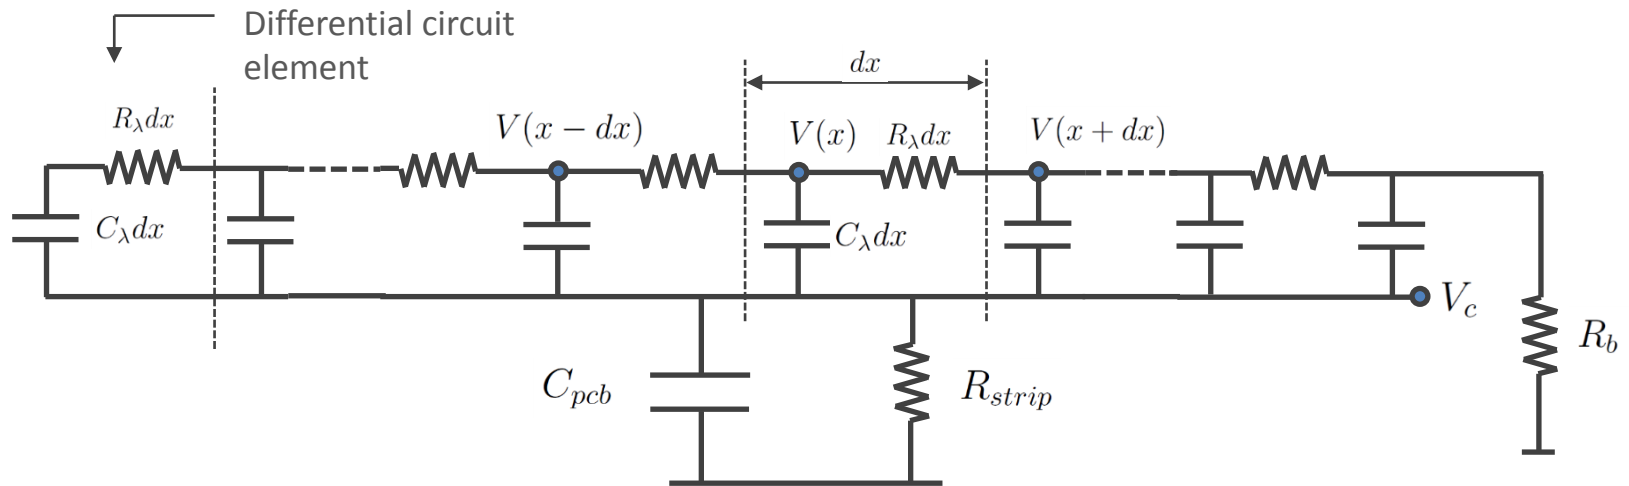 Differential circuit
element
dx
R_λdx
V(x − dx)
V(x)
R_λdx
V(x + dx)
C_λdx
C_λdx
V_c
R_b
C_pcb
R_strip